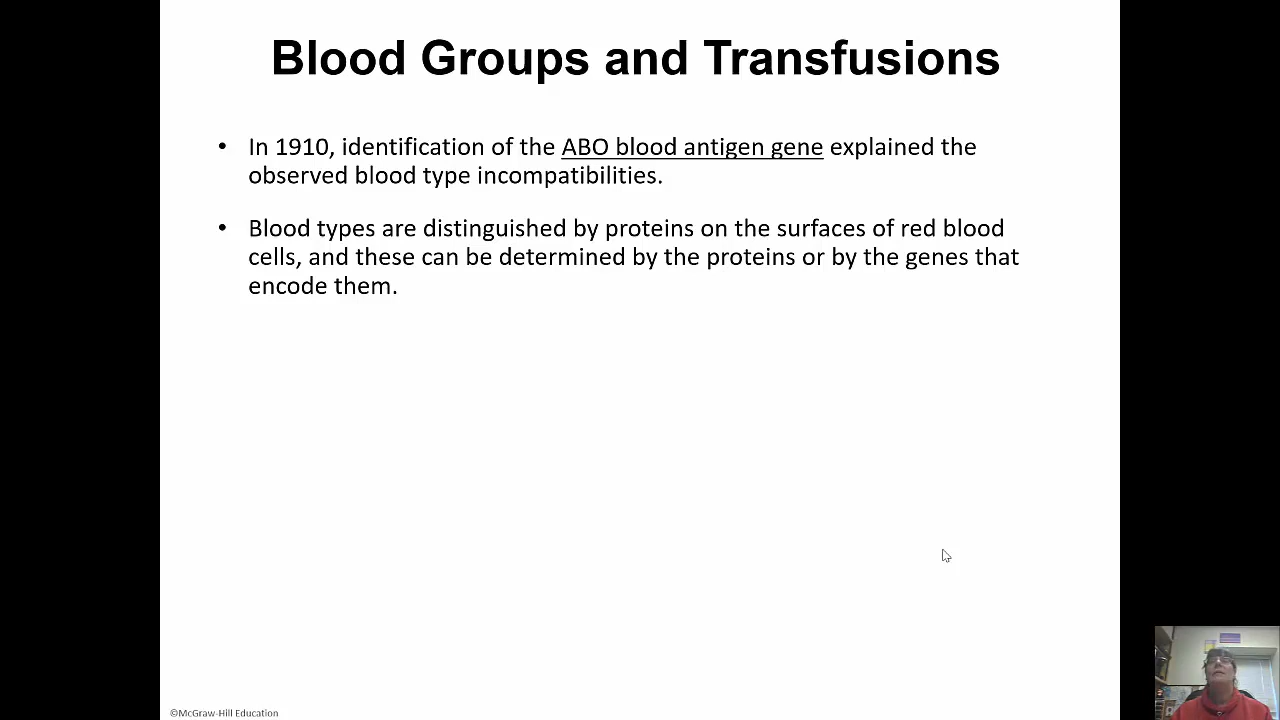 Blood Groups and Transfusions
• In 1910, identification of the ABO blood antigen gene explained the
observed blood type incompatibilities.
• Blood types are distinguished by proteins on the surfaces of red blood
cells, and these can be determined by the proteins or by the genes that
encode them.
©McGraw-Hill Education